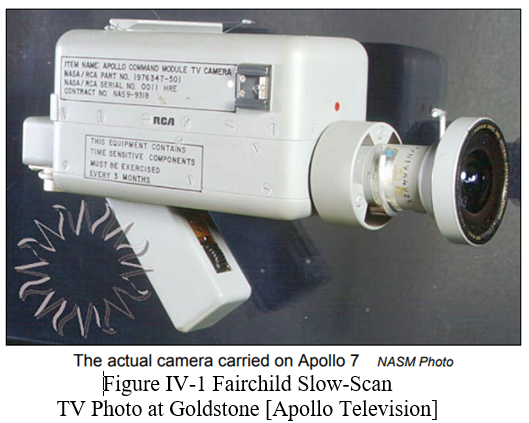 ITEM NAME: APOLLO COMMAND MODULE TV CAMERA
NASA/RCA PART NO. 1976347-501
NASA/RCA SERIAL NO. 0011 HRE
CONTRACT NO. NAS 9-9318
RCA
THIS EQUIPMENT CONTAINS
TIME SENSITIVE COMPONENTS
MUST BE EXERCISED
EVERY 3 MONTHS
The actual camera carried on Apollo 7 NASM Photo
Figure IV-1 Fairchild Slow-Scan
TV Photo at Goldstone [Apollo Television]